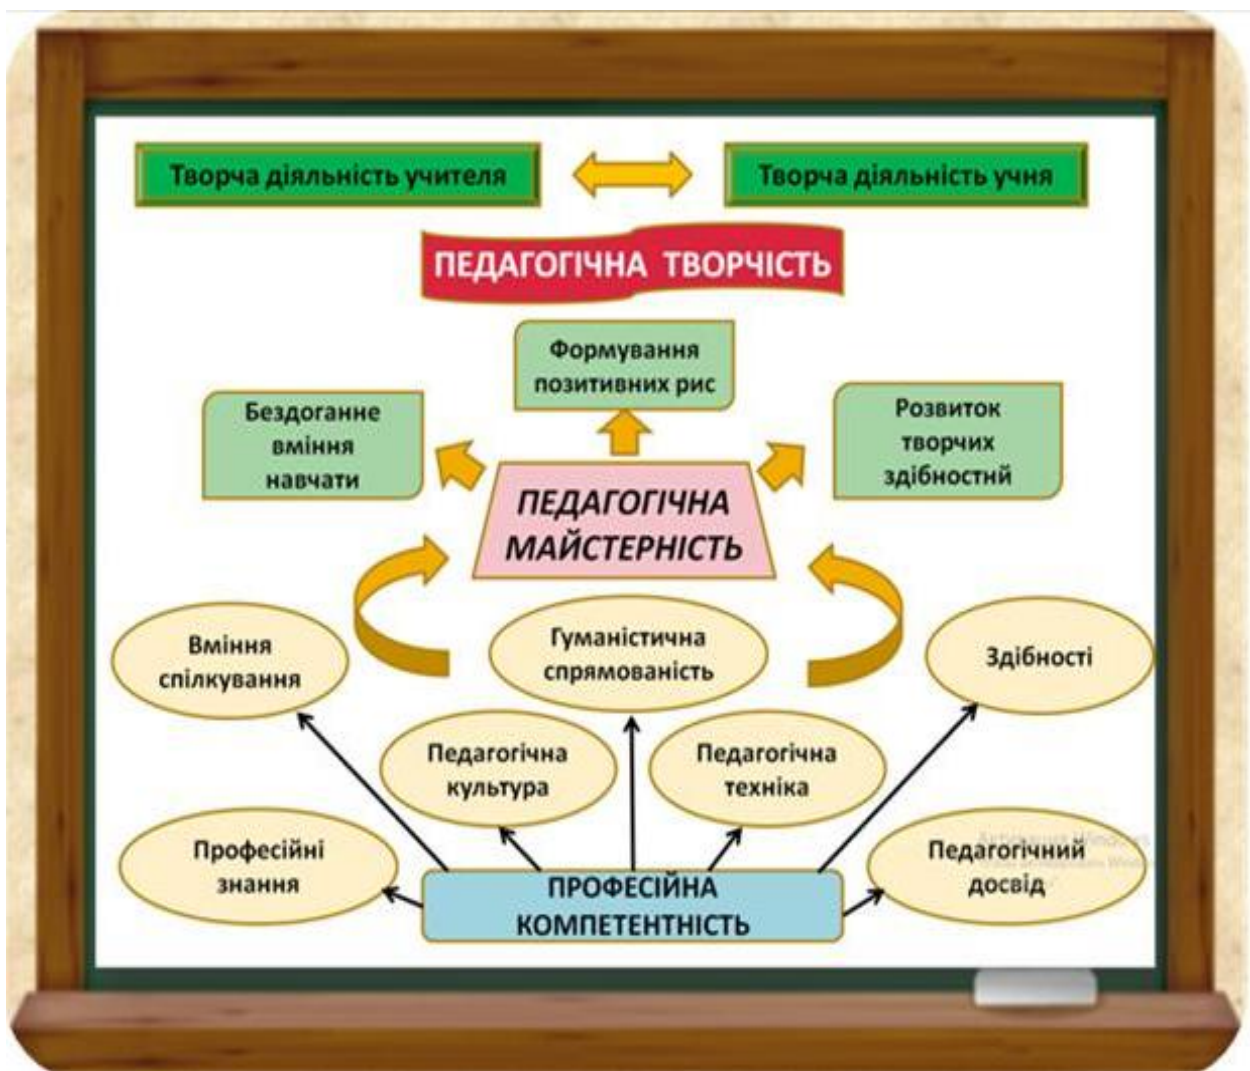 Творча діяльність учителя
Творча діяльність учня
ПЕДАГОГІЧНА ТВОРЧІСТЬ
Формування
позитивних рис
Бездоганне
вміння
навчати
Розвиток
творчих
здібностий
ПЕДАГОГІЧНА
МАЙСТЕРНІСТЬ
Вміння
спілкування
Гуманістична
спрямованість
Здібності
Педагогічна
культура
Педагогічна
техніка
Професійні
знання
Педагогічний
досвід
ПРОФЕСІЙНА
КОМПЕТЕНТНІСТЬ